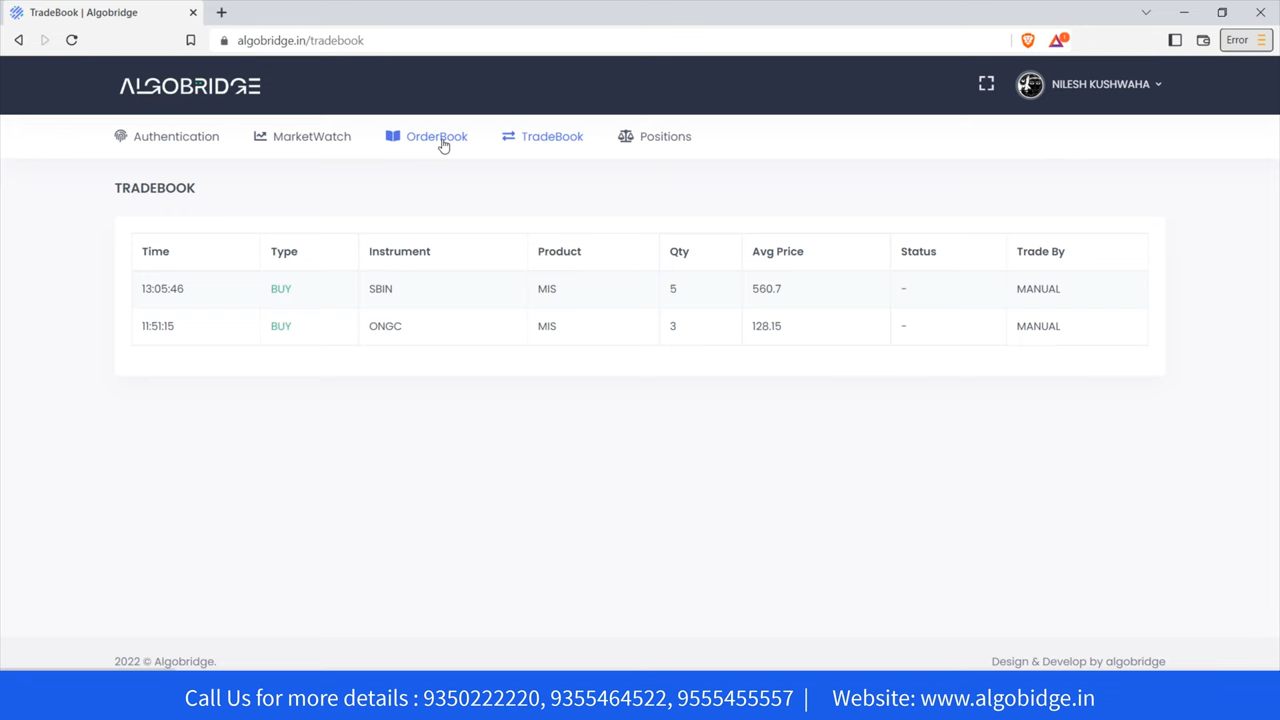 TradeBook | Algobridge
algobridge.in/tradebook
Error
ALGOBRIDGE
NILESH KUSHWAHA
Authentication MarketWatch OrderBook TradeBook Positions
TRADEBOOK
Time Type Instrument Product Qty Avg Price Status Trade By
13:05:46 BUY SBIN MIS 5 560.7 - MANUAL
11:51:15 BUY ONGC MIS 3 128.15 - MANUAL
2022 © Algobridge. Design & Develop by algobridge
Call Us for more details : 9350222220, 9355464522, 9555455557 | Website: www.algobidge.in